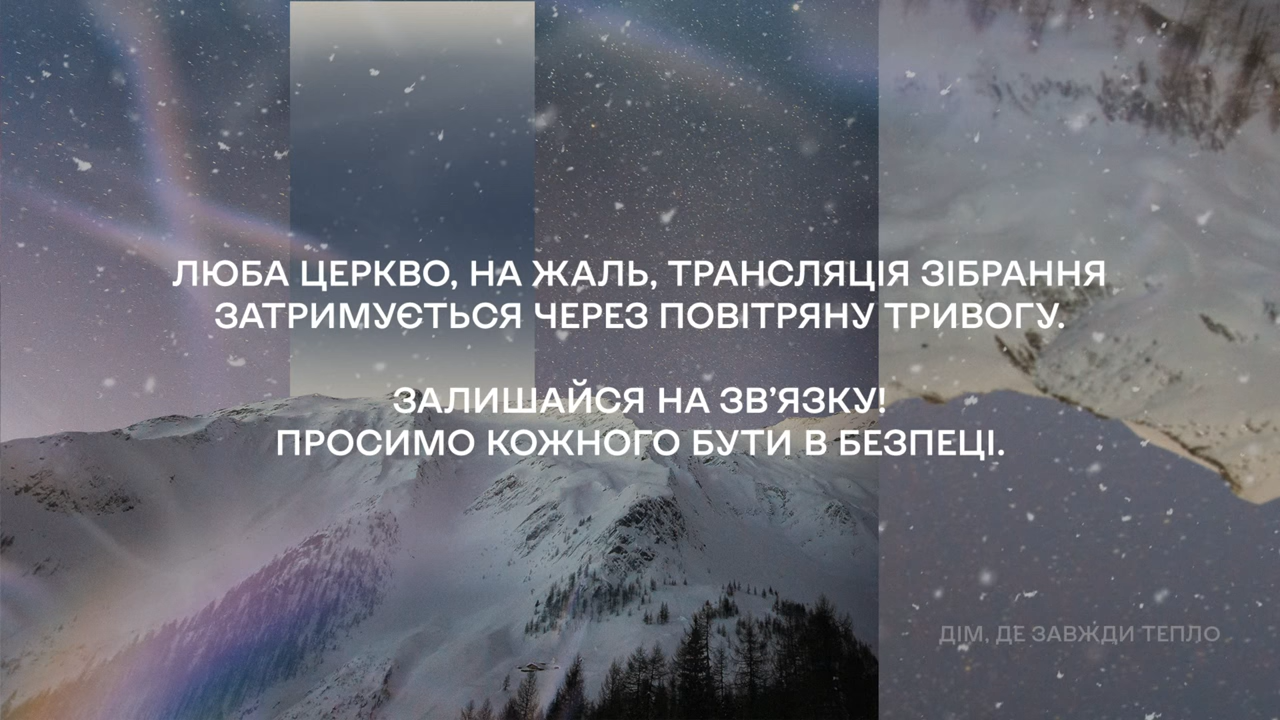 ЛЮБА ЦЕРКВО, НА ЖАЛЬ, ТРАНСЛЯЦІЯ ЗІБРАННЯ
ЗАТРИМУЄТЬСЯ ЧЕРЕЗ ПОВІТРЯНУ ТРИВОГУ.
ЗАЛИШАЙСЯ НА ЗВ’ЯЗКУ!
ПРОСИМО КОЖНОГО БУТИ В БЕЗПЕЦІ.
ДІМ, ДЕ ЗАВЖДИ ТЕПЛО